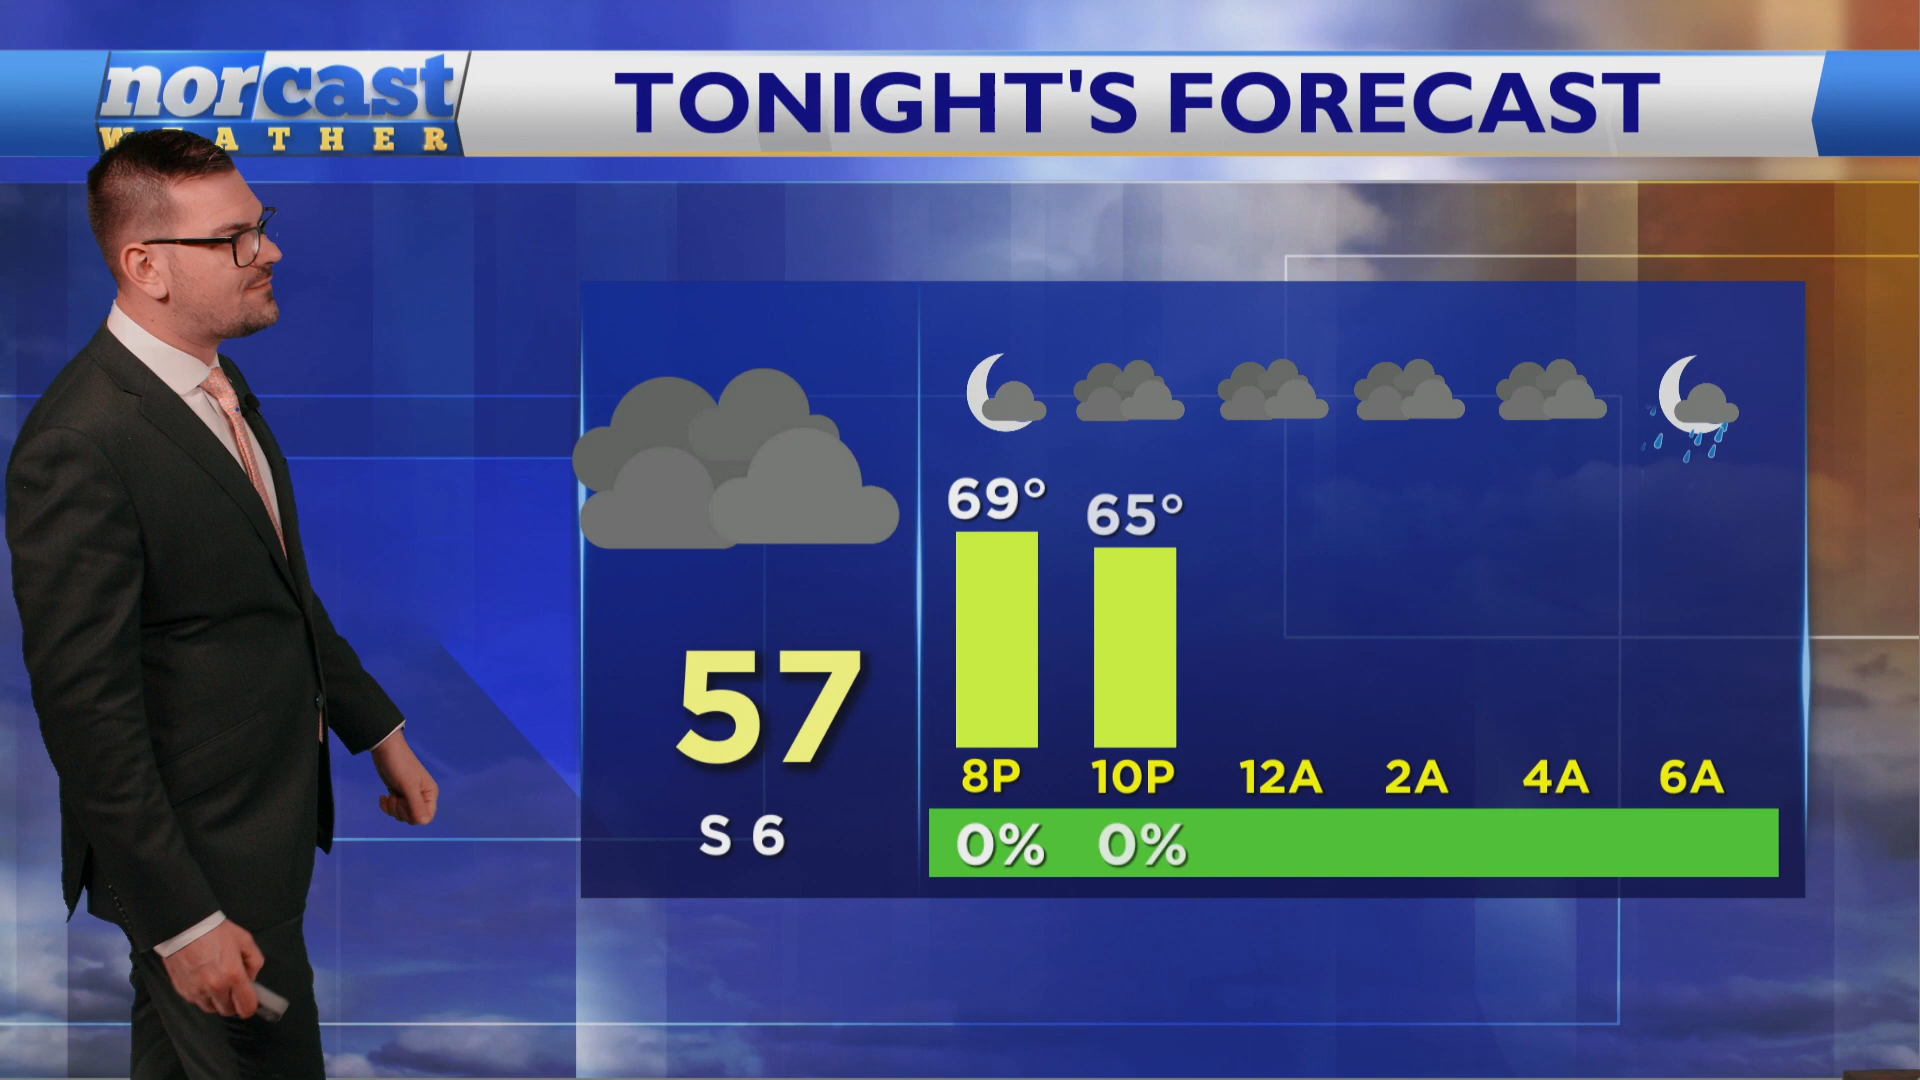 norcast
WEATHER
TONIGHT'S FORECAST
57
S 6
69° 65°
8P 10P 12A 2A 4A 6A
0% 0%